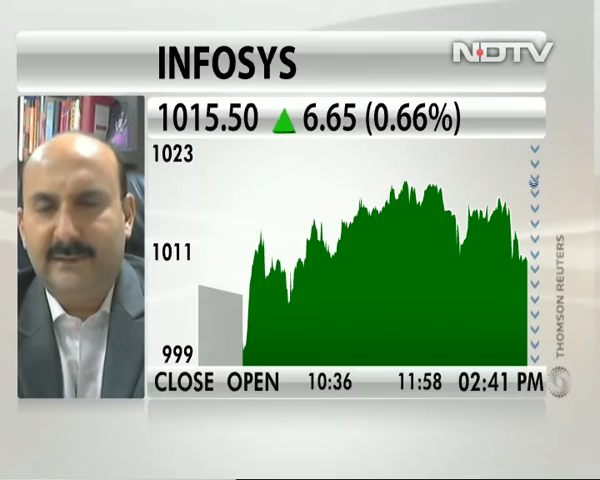 INFOSYS
NDTV
1015.50 ▲ 6.65 (0.66%)
1023
1011
999
CLOSE OPEN 10:36 11:58 02:41 PM
THOMSON REUTERS